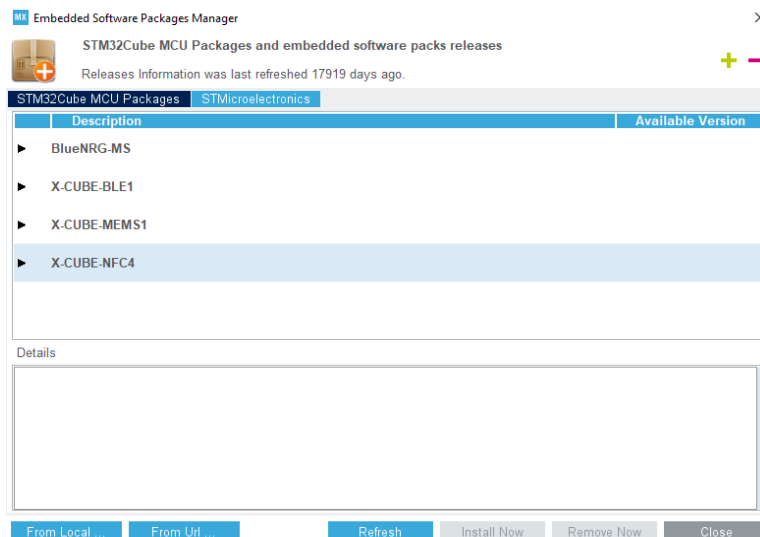 MX Embedded Software Packages Manager
STM32Cube MCU Packages and embedded software packs releases
Releases Information was last refreshed 17919 days ago.
STM32Cube MCU Packages STMicroelectronics
Description Available Version
BlueNRG-MS
X-CUBE-BLE1
X-CUBE-MEMS1
X-CUBE-NFC4
Details
From Local ... From Url ... Refresh Install Now Remove Now Close